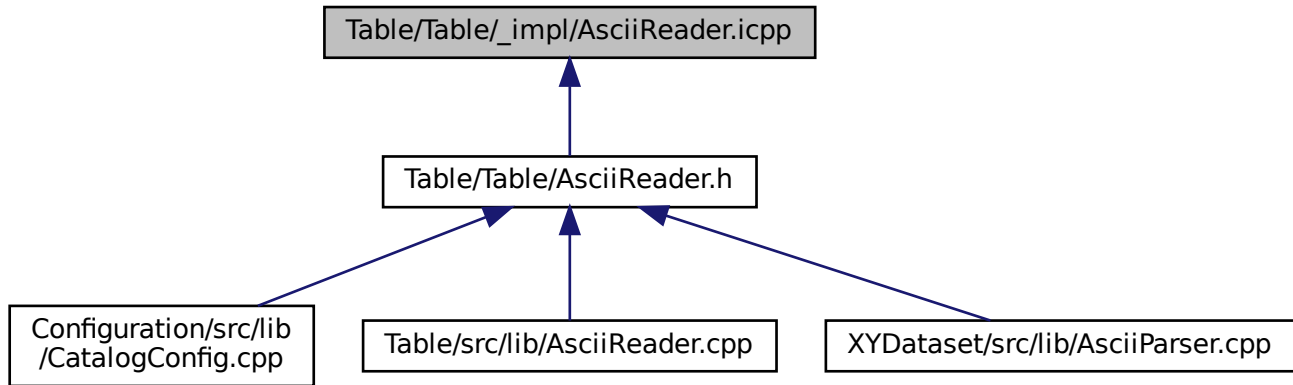 Table/Table/_impl/AsciiReader.icpp
Table/Table/AsciiReader.h
Configuration/src/lib
/CatalogConfig.cpp
Table/src/lib/AsciiReader.cpp
XYDataset/src/lib/AsciiParser.cpp